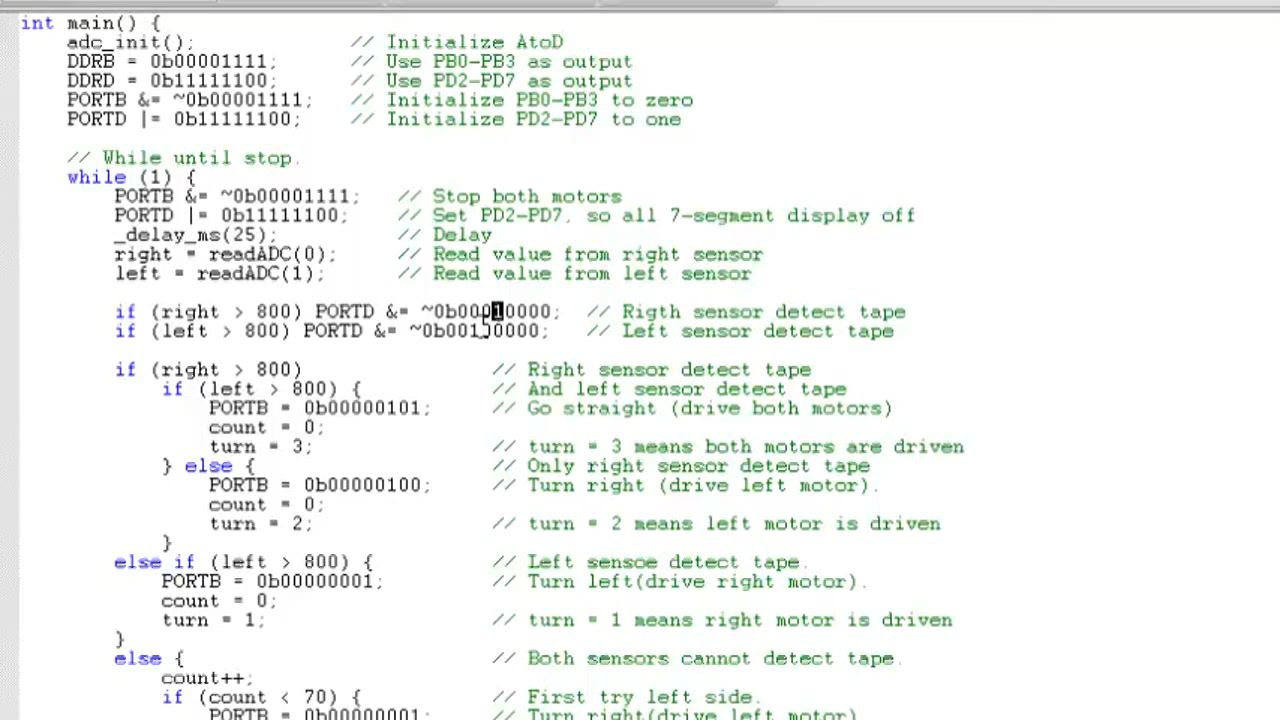 int main() {
adc_init(); // Initialize AtoD
DDRB = 0b00001111; // Use PB0-PB3 as output
DDRD = 0b11111100; // Use PD2-PD7 as output
PORTB &= ~0b00001111; // Initialize PB0-PB3 to zero
PORTD |= 0b11111100; // Initialize PD2-PD7 to one
// While until stop.
while (1) {
PORTB &= ~0b00001111; // Stop both motors
PORTD |= 0b11111100; // Set PD2-PD7, so all 7-segment display off
_delay_ms(25); // Delay
right = readADC(0); // Read value from right sensor
left = readADC(1); // Read value from left sensor
if (right > 800) PORTD &= ~0b00010000; // Rigth sensor detect tape
if (left > 800) PORTD &= ~0b00100000; // Left sensor detect tape
if (right > 800) // Right sensor detect tape
if (left > 800) { // And left sensor detect tape
PORTB = 0b00000101; // Go straight (drive both motors)
count = 0;
turn = 3; // turn = 3 means both motors are driven
} else { // Only right sensor detect tape
PORTB = 0b00000100; // Turn right (drive left motor).
count = 0;
turn = 2; // turn = 2 means left motor is driven
}
else if (left > 800) { // Left sensoe detect tape.
PORTB = 0b00000001; // Turn left(drive right motor).
count = 0;
turn = 1; // turn = 1 means right motor is driven
}
else { // Both sensors cannot detect tape.
count++;
if (count < 70) { // First try left side.
PORTB = 0b00000001; // Turn right(drive left motor)